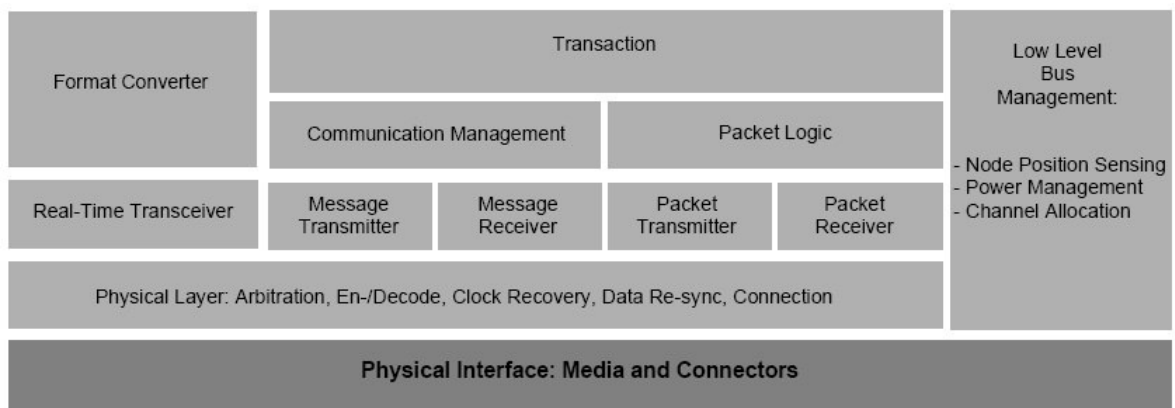 Format Converter
Transaction
Low Level
Bus
Management:
- Node Position Sensing
- Power Management
- Channel Allocation
Communication Management
Packet Logic
Real-Time Transceiver
Message
Transmitter
Message
Receiver
Packet
Transmitter
Packet
Receiver
Physical Layer: Arbitration, En-/Decode, Clock Recovery, Data Re-sync, Connection
Physical Interface: Media and Connectors